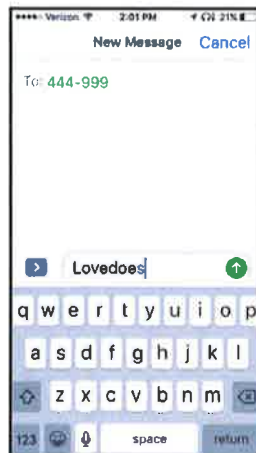 Verizon 2:01 PM 21%
New Message Cancel
To: 444-999
Lovedoes
q w e r t y u i o p
a s d f g h j k l
z x c v b n m
123 space return